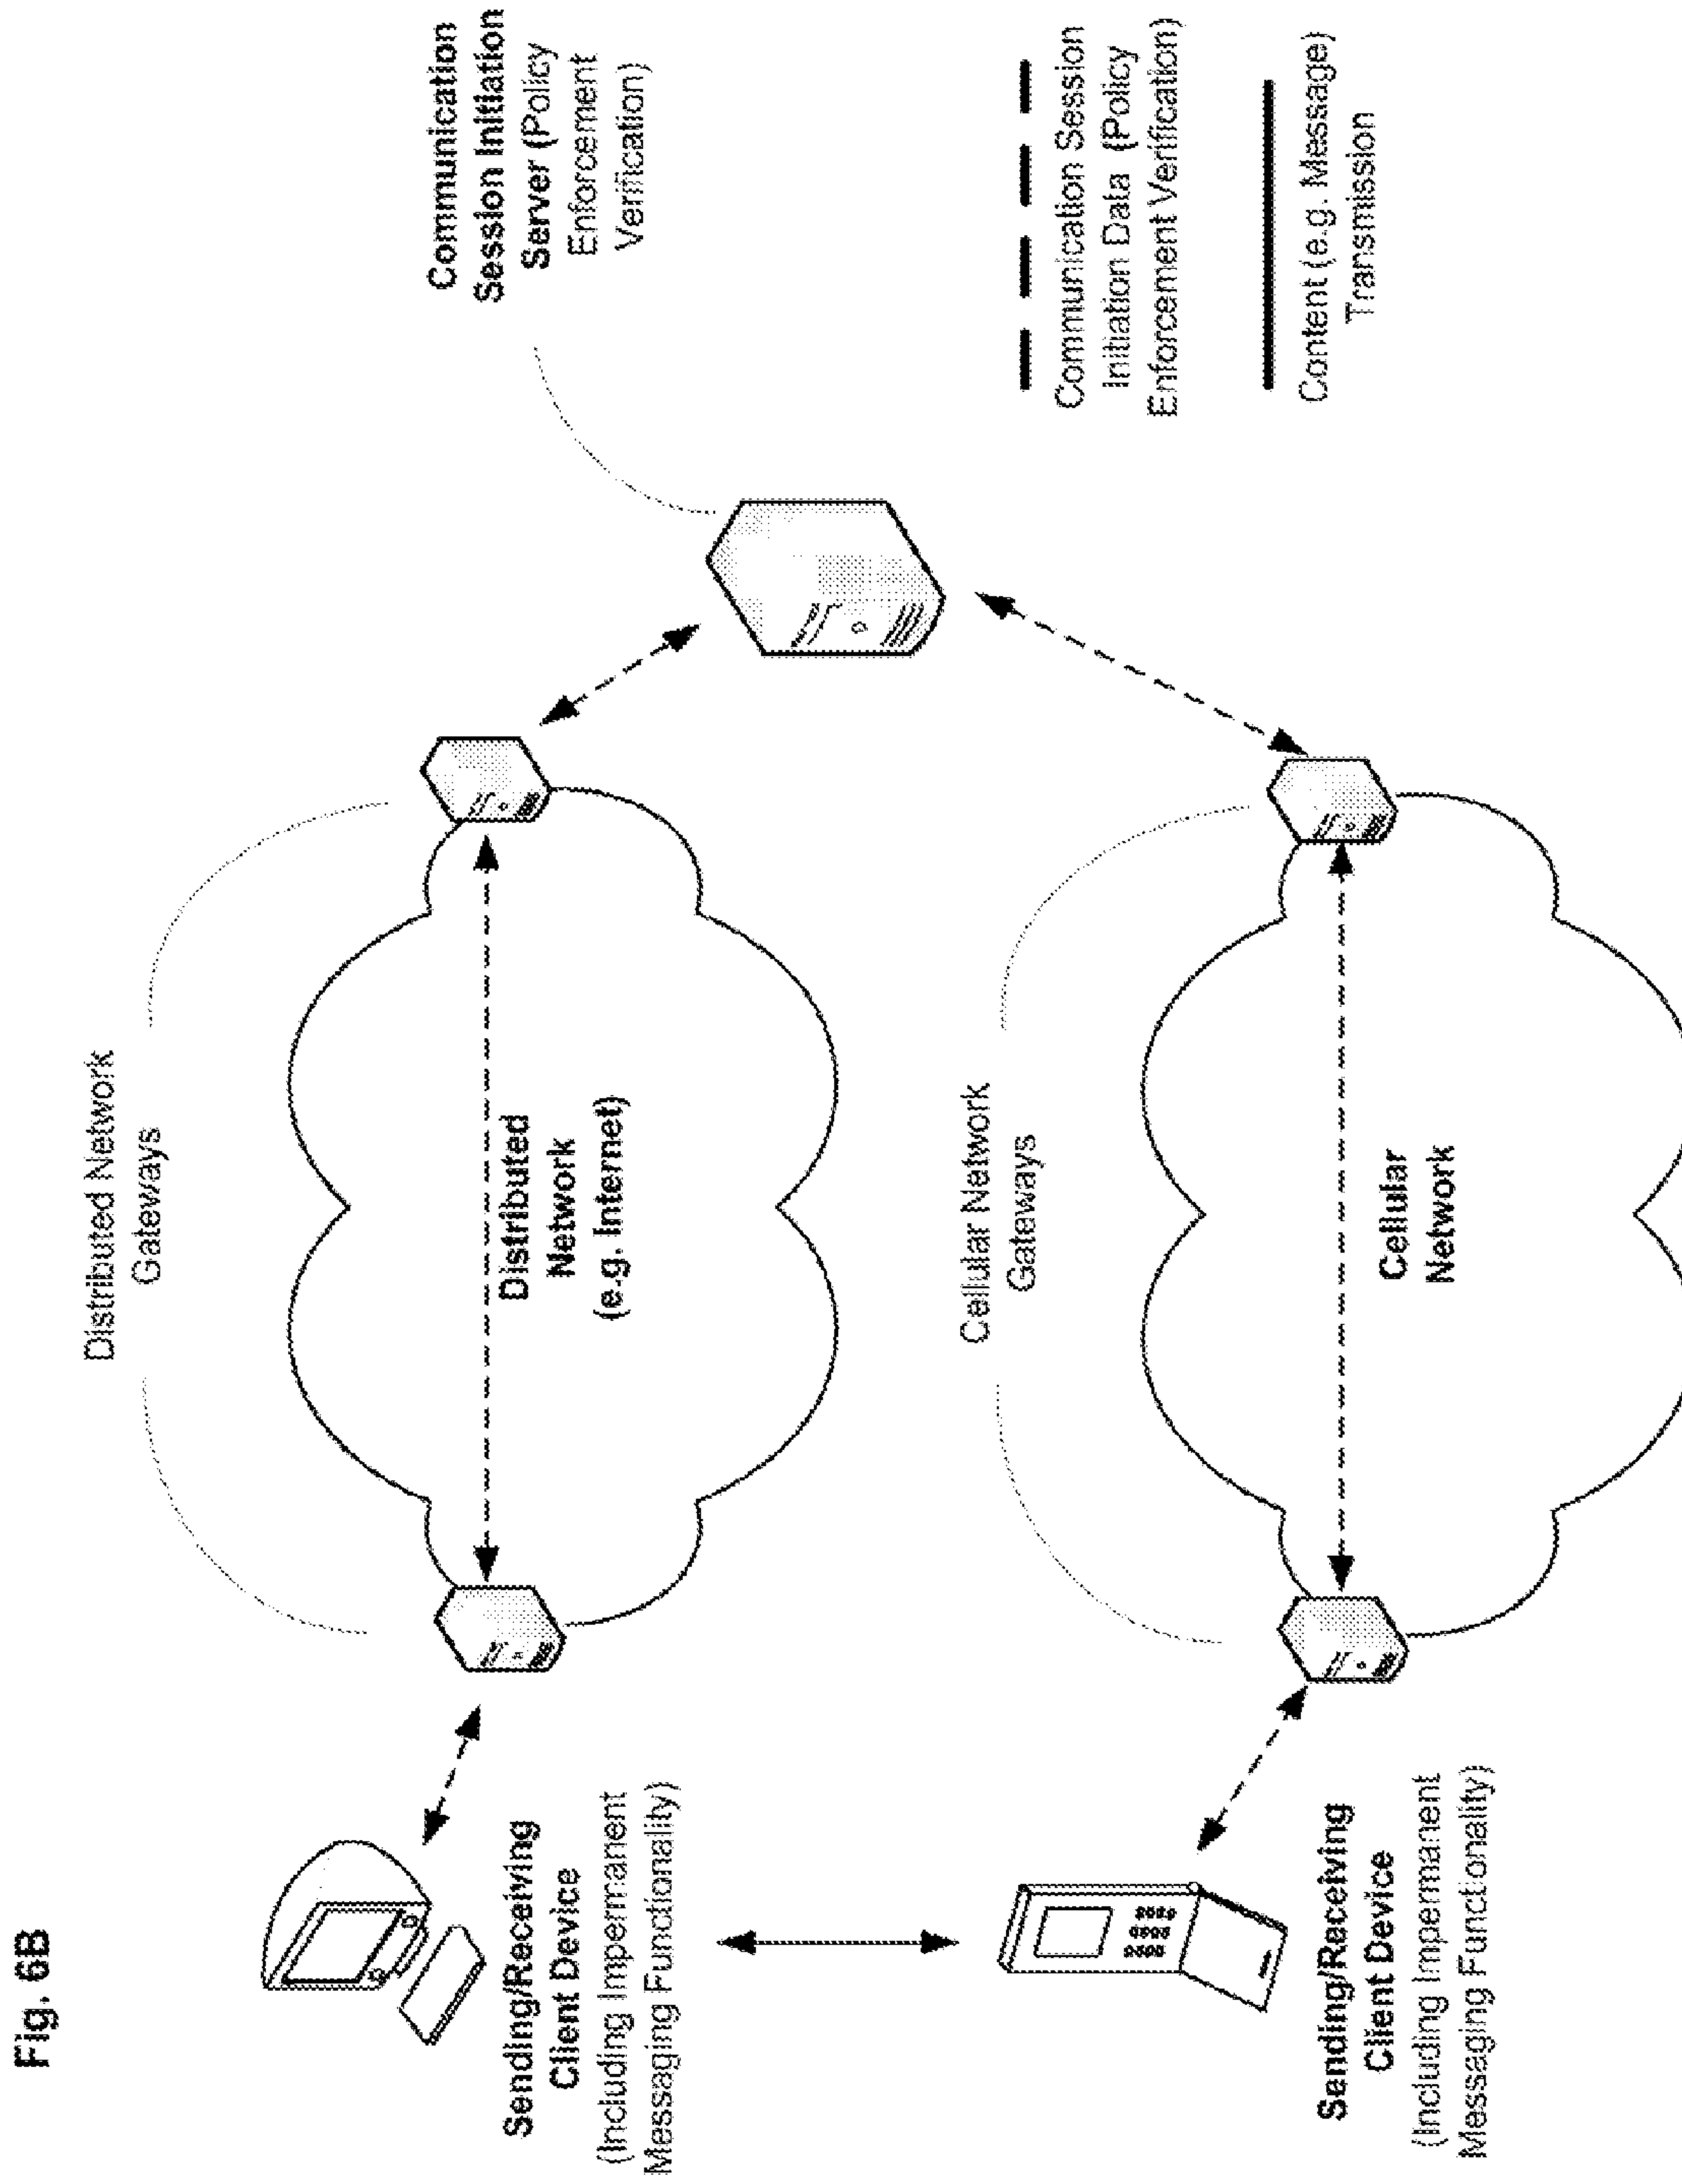 Fig. 6B
Distributed Network
Gateways
Communication
Session Initiation
Server (Policy
Enforcement
Verification)
Sending/Receiving
Client Device
(Including Impermanent
Messaging Functionality)
Distributed
Network
(e.g. Internet)
Cellular Network
Gateways
Communication Session
Initiation Data (Policy
Enforcement Verification)
Content (e.g. Message)
Transmission
Sending/Receiving
Client Device
(Including Impermanent
Messaging Functionality)
Cellular
Network